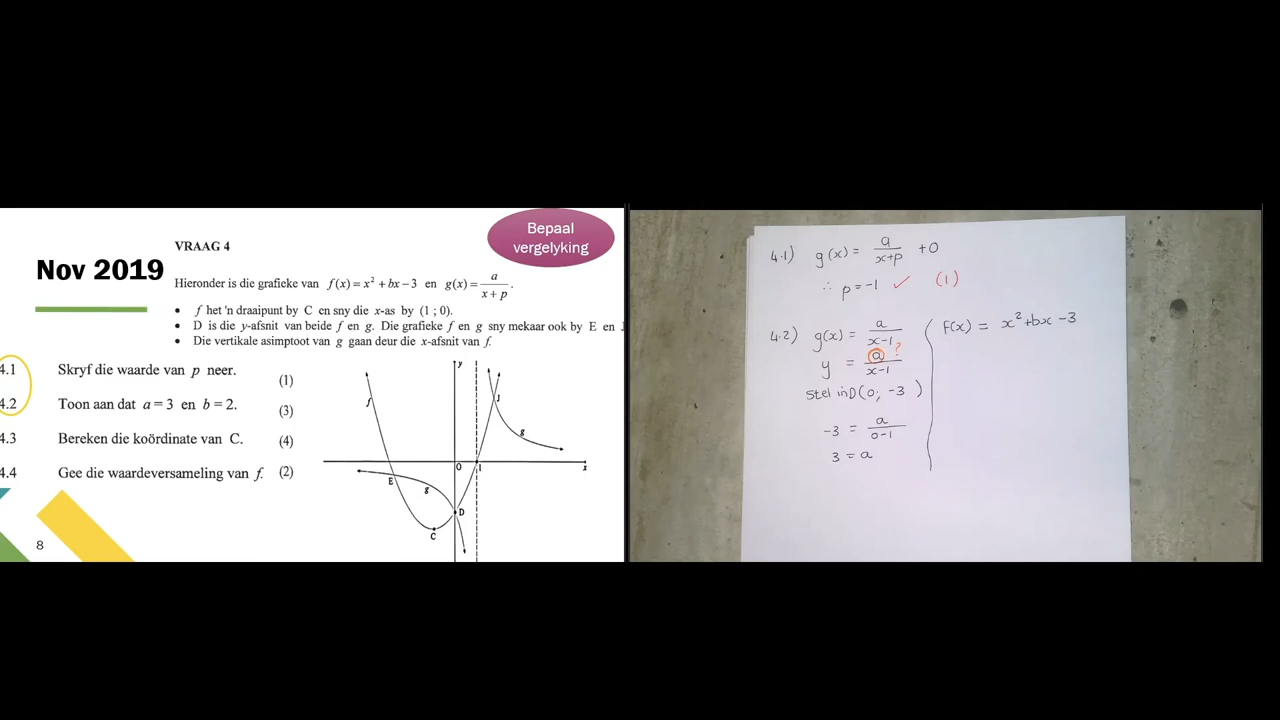 Bepaal
vergelyking
VRAAG 4
Nov 2019
Hieronder is die grafieke van f(x) = x² + bx − 3 en g(x) = a/(x + p).
• f het 'n draaipunt by C en sny die x-as by (1 ; 0).
• D is die y-afsnit van beide f en g. Die grafieke f en g sny mekaar ook by E en J
• Die vertikale asimptoot van g gaan deur die x-afsnit van f.
4.1 Skryf die waarde van p neer. (1)
4.2 Toon aan dat a = 3 en b = 2. (3)
4.3 Bereken die koördinate van C. (4)
4.4 Gee die waardeversameling van f. (2)
y
f
J
g
O 1 x
E
g
D
C
8
4.1) g(x) = a/(x+p) + 0
∴ p = -1 ✓ (1)
4.2) g(x) = a/(x-1)
y = a/(x-1) ?
stel in D(0, -3)
-3 = a/(0-1)
3 = a
F(x) = x² + bx - 3